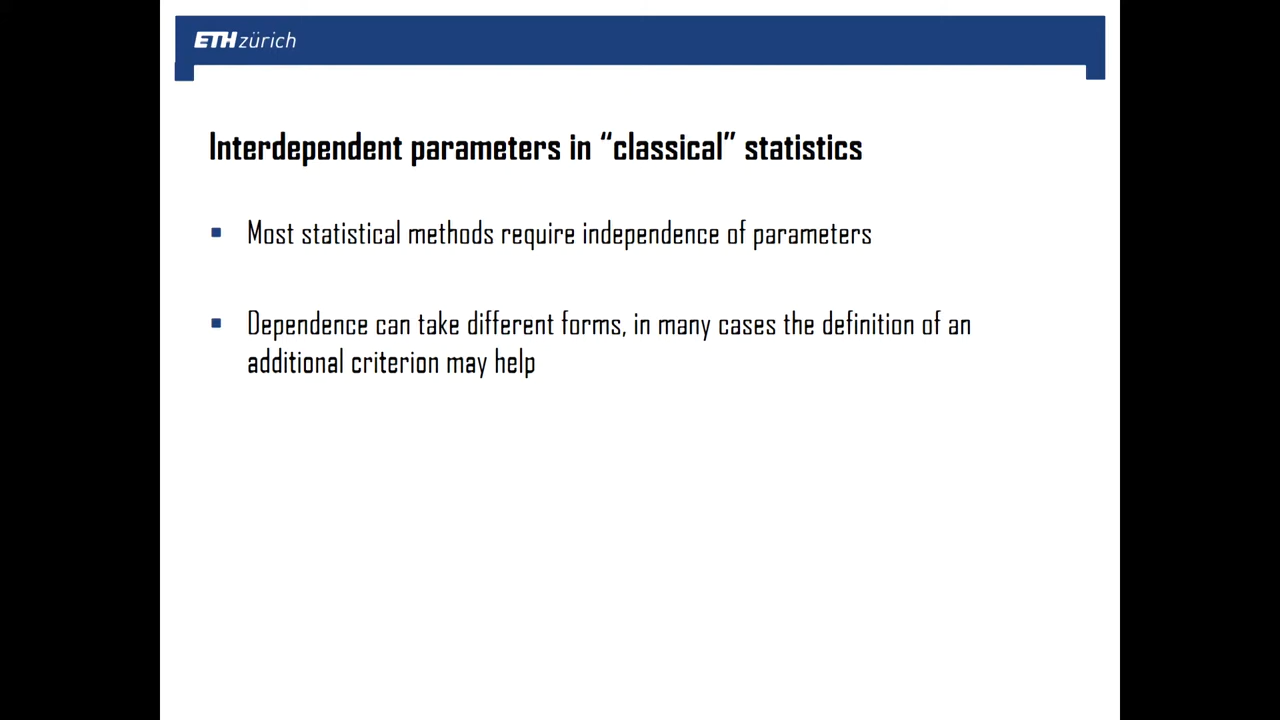 ETH zürich
Interdependent parameters in “classical” statistics
Most statistical methods require independence of parameters
Dependence can take different forms, in many cases the definition of an
additional criterion may help